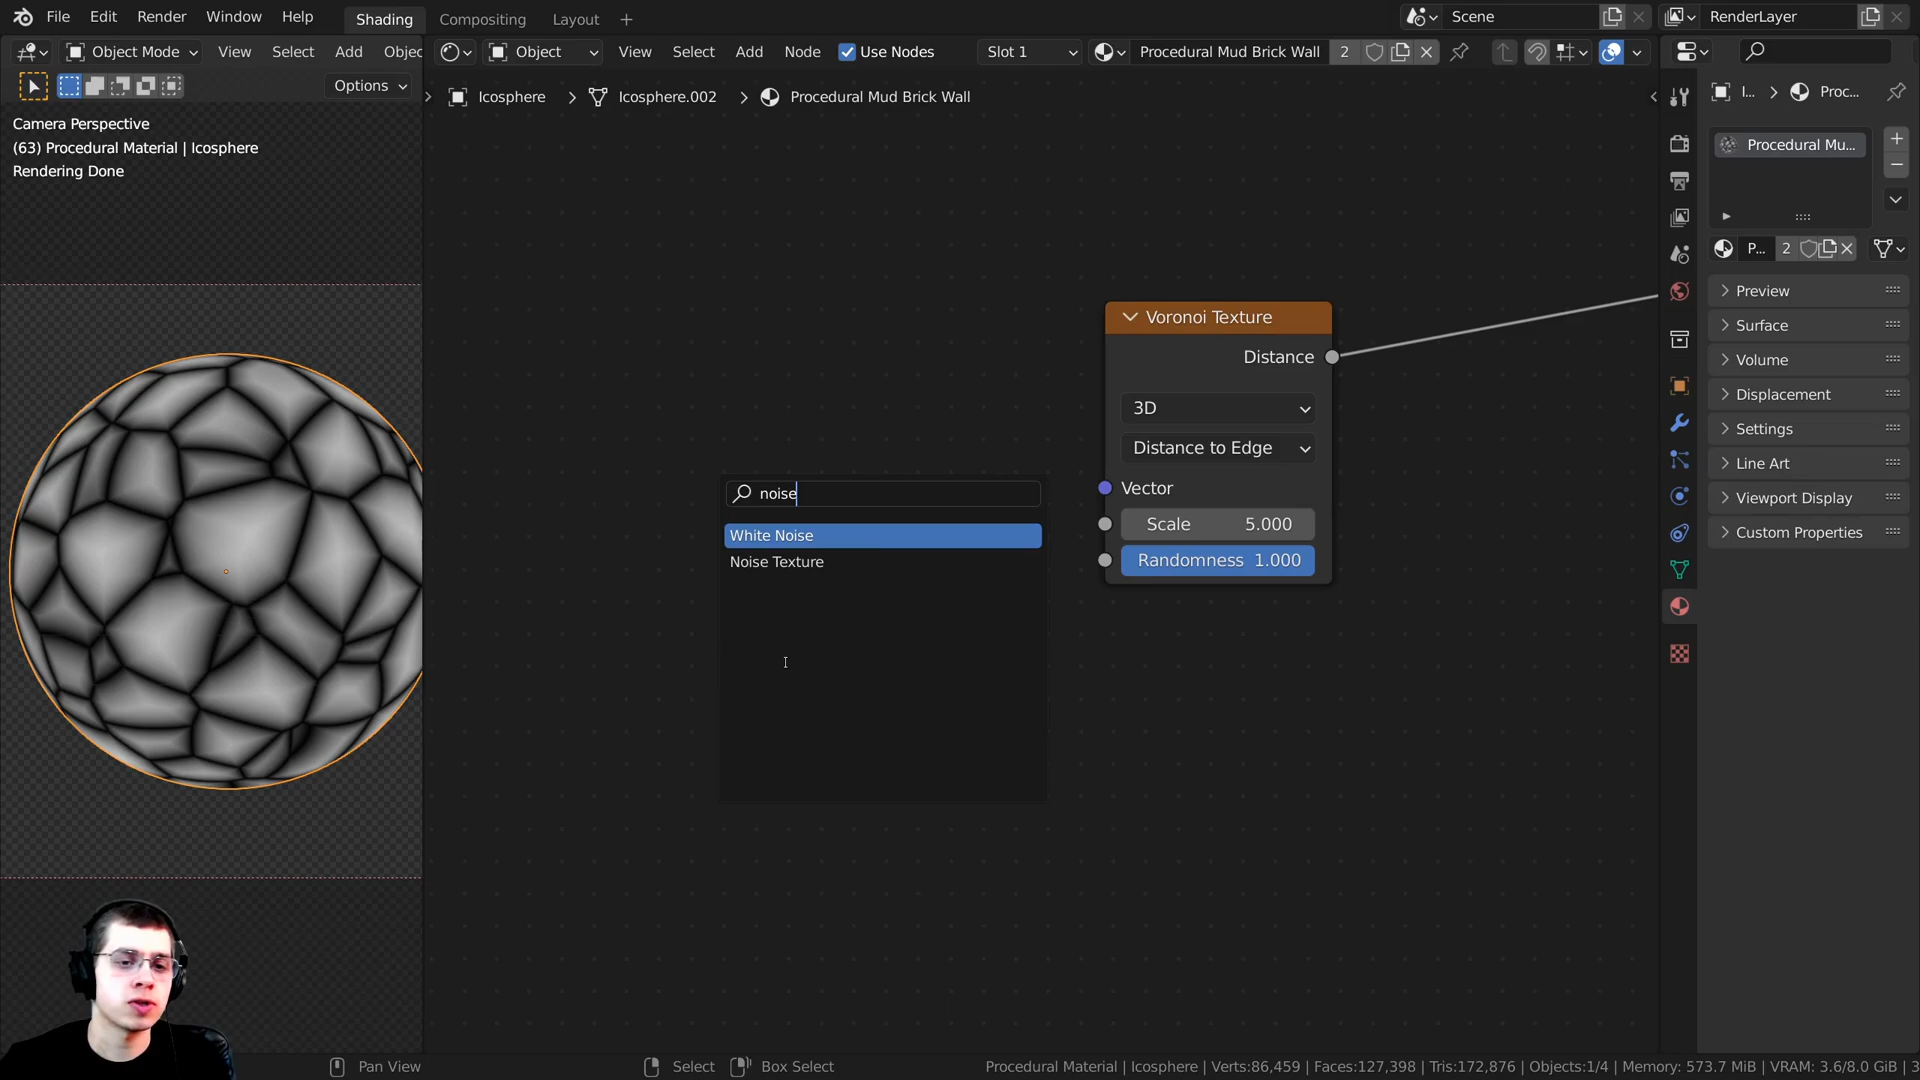 File Edit Render Window Help Shading Compositing Layout + Scene RenderLayer
Object Mode View Select Add Objec Object View Select Add Node Use Nodes Slot 1 Procedural Mud Brick Wall 2
Options
Icosphere > Icosphere.002 > Procedural Mud Brick Wall
I... > Proc...
Camera Perspective
(63) Procedural Material | Icosphere
Rendering Done
Procedural Mu...
P... 2
Preview
Surface
Volume
Displacement
Settings
Line Art
Viewport Display
Custom Properties
Voronoi Texture
Distance
3D
Distance to Edge
Vector
Scale 5.000
Randomness 1.000
noise
White Noise
Noise Texture
Pan View Select Box Select Procedural Material | Icosphere | Verts:86,459 | Faces:127,398 | Tris:172,876 | Objects:1/4 | Memory: 573.7 MiB | VRAM: 3.6/8.0 GiB | 3